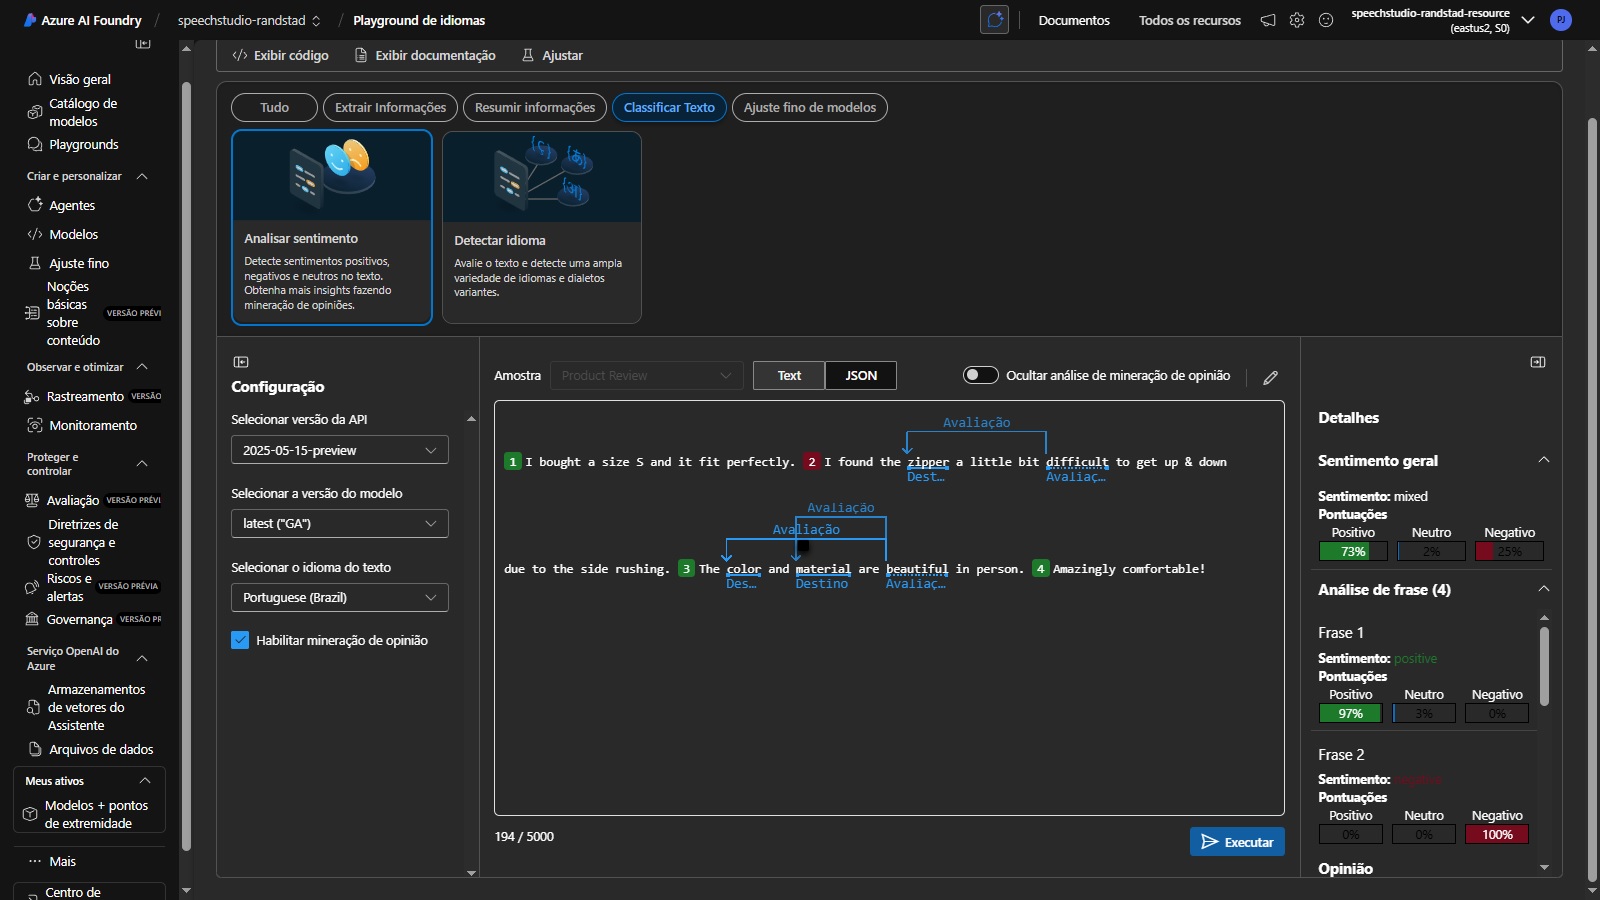 Azure AI Foundry / speechstudio-randstad / Playground de idiomas
Documentos
Todos os recursos
speechstudio-randstad-resource
(eastus2, S0)
PJ
Visão geral
Catálogo de
modelos
Playgrounds
Criar e personalizar
Agentes
Modelos
Ajuste fino
Noções
básicas
sobre
conteúdo
VERSÃO PRÉVI
Observar e otimizar
Rastreamento
VERSÃO
Monitoramento
Proteger e
controlar
Avaliação
VERSÃO PRÉVI
Diretrizes de
segurança e
controles
Riscos e
alertas
VERSÃO PRÉVIA
Governança
VERSÃO PR
Serviço OpenAI do
Azure
Armazenamentos
de vetores do
Assistente
Arquivos de dados
Meus ativos
Modelos + pontos
de extremidade
Mais
Centro de
Exibir código
Exibir documentação
Ajustar
Tudo
Extrair Informações
Resumir informações
Classificar Texto
Ajuste fino de modelos
Analisar sentimento
Detecte sentimentos positivos,
negativos e neutros no texto.
Obtenha mais insights fazendo
mineração de opiniões.
Detectar idioma
Avalie o texto e detecte uma ampla
variedade de idiomas e dialetos
variantes.
Configuração
Selecionar versão da API
2025-05-15-preview
Selecionar a versão do modelo
latest ("GA")
Selecionar o idioma do texto
Portuguese (Brazil)
Habilitar mineração de opinião
Amostra
Product Review
Text
JSON
Ocultar análise de mineração de opinião
Avaliação
1 I bought a size S and it fit perfectly. 2 I found the zipper a little bit difficult to get up & down
Dest... Avaliaç...
Avaliação
Avaliação
due to the side rushing. 3 The color and material are beautiful in person. 4 Amazingly comfortable!
Des... Destino Avaliaç...
194 / 5000
Executar
Detalhes
Sentimento geral
Sentimento: mixed
Pontuações
Positivo Neutro Negativo
73% 2% 25%
Análise de frase (4)
Frase 1
Sentimento: positive
Pontuações
Positivo Neutro Negativo
97% 3% 0%
Frase 2
Sentimento: negative
Pontuações
Positivo Neutro Negativo
0% 0% 100%
Opinião